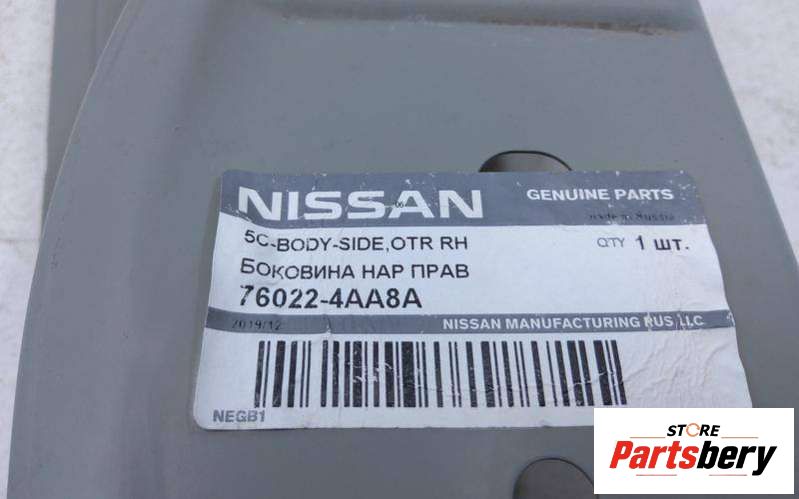 NISSAN GENUINE PARTS
made in Russia
5C-BODY-SIDE,OTR RH QTY 1 шт.
БОКОВИНА НАР ПРАВ
76022-4AA8A
2019/12 NISSAN MANUFACTURING RUS LLC
NEGB1
STORE
Partsbery